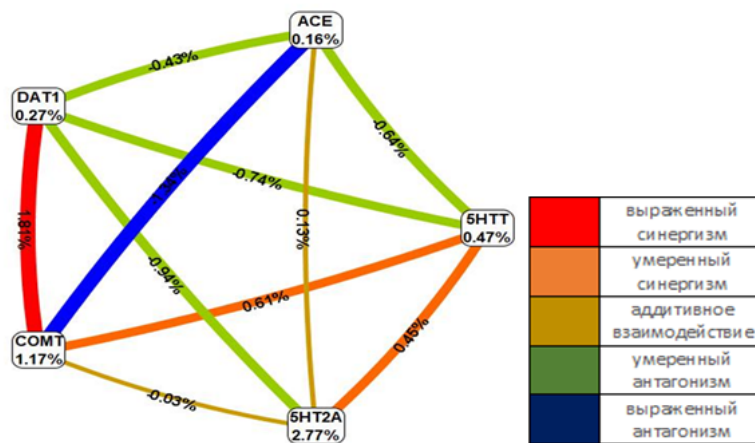 ACE
0.16%
-0.43%
DAT1
0.27%
-0.64%
-1.34%
-0.74%
0.13%
1.81%
5HTT
0.47%
-0.94%
0.61%
0.45%
COMT
1.17%
-0.03%
5HT2A
2.77%
выраженный
синергизм
умеренный
синергизм
аддитивное
взаимодействие
умеренный
антагонизм
выраженный
антагонизм